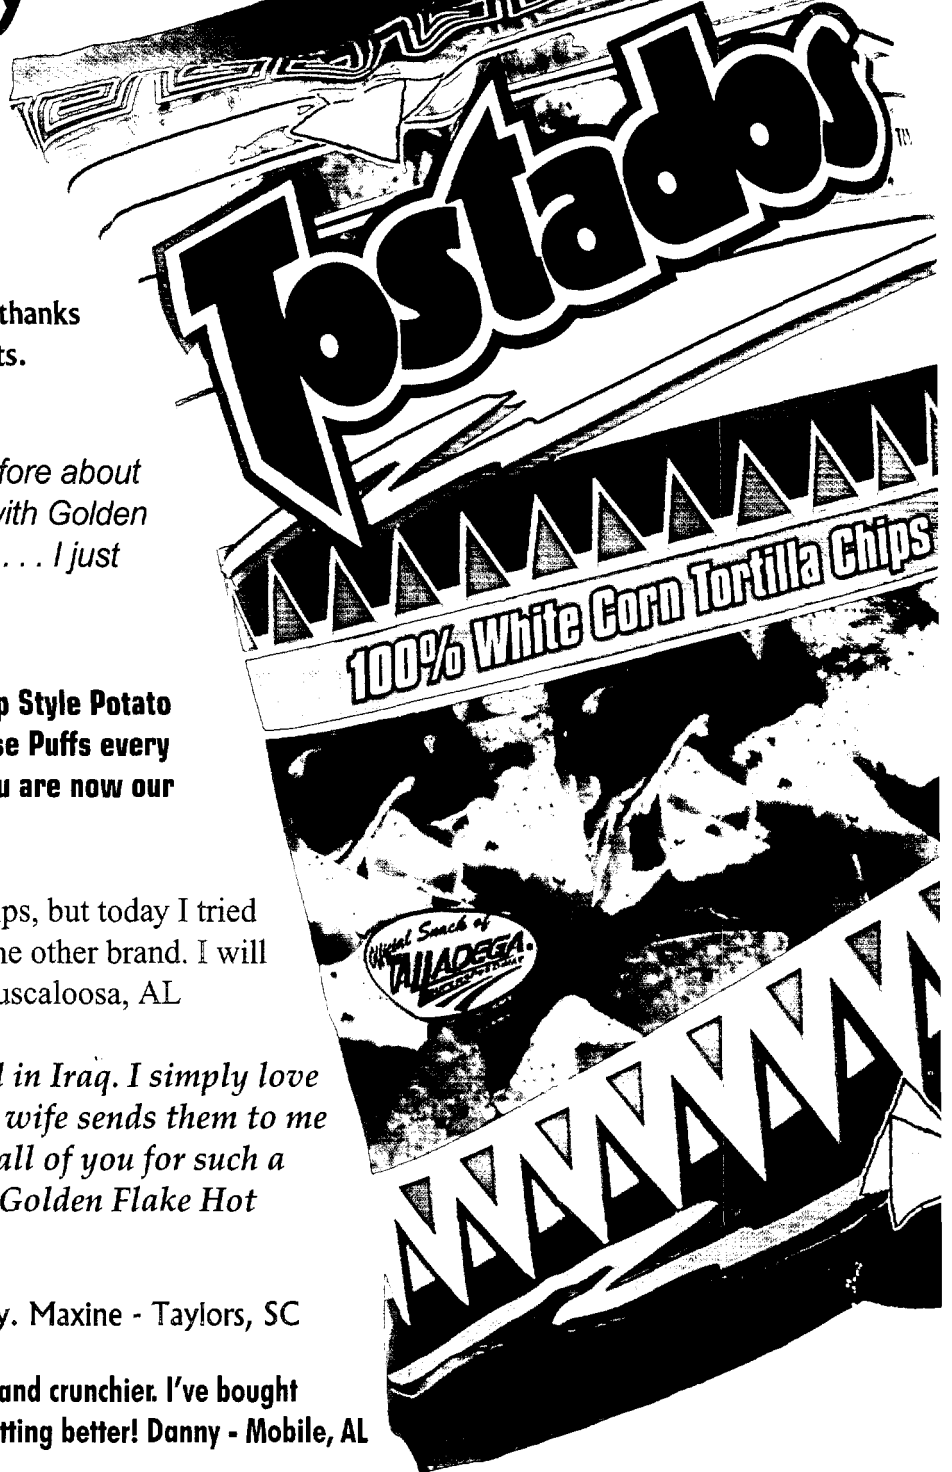 y
Tostados
TM
thanks
ts.
fore about
with Golden
. . . I just
100% White Corn Tortilla Chips
p Style Potato
se Puffs every
u are now our
ips, but today I tried
he other brand. I will
uscaloosa, AL
Official Snack of
TALLADEGA
l in Iraq. I simply love
wife sends them to me
all of you for such a
Golden Flake Hot
y. Maxine - Taylors, SC
and crunchier. I've bought
tting better! Danny - Mobile, AL